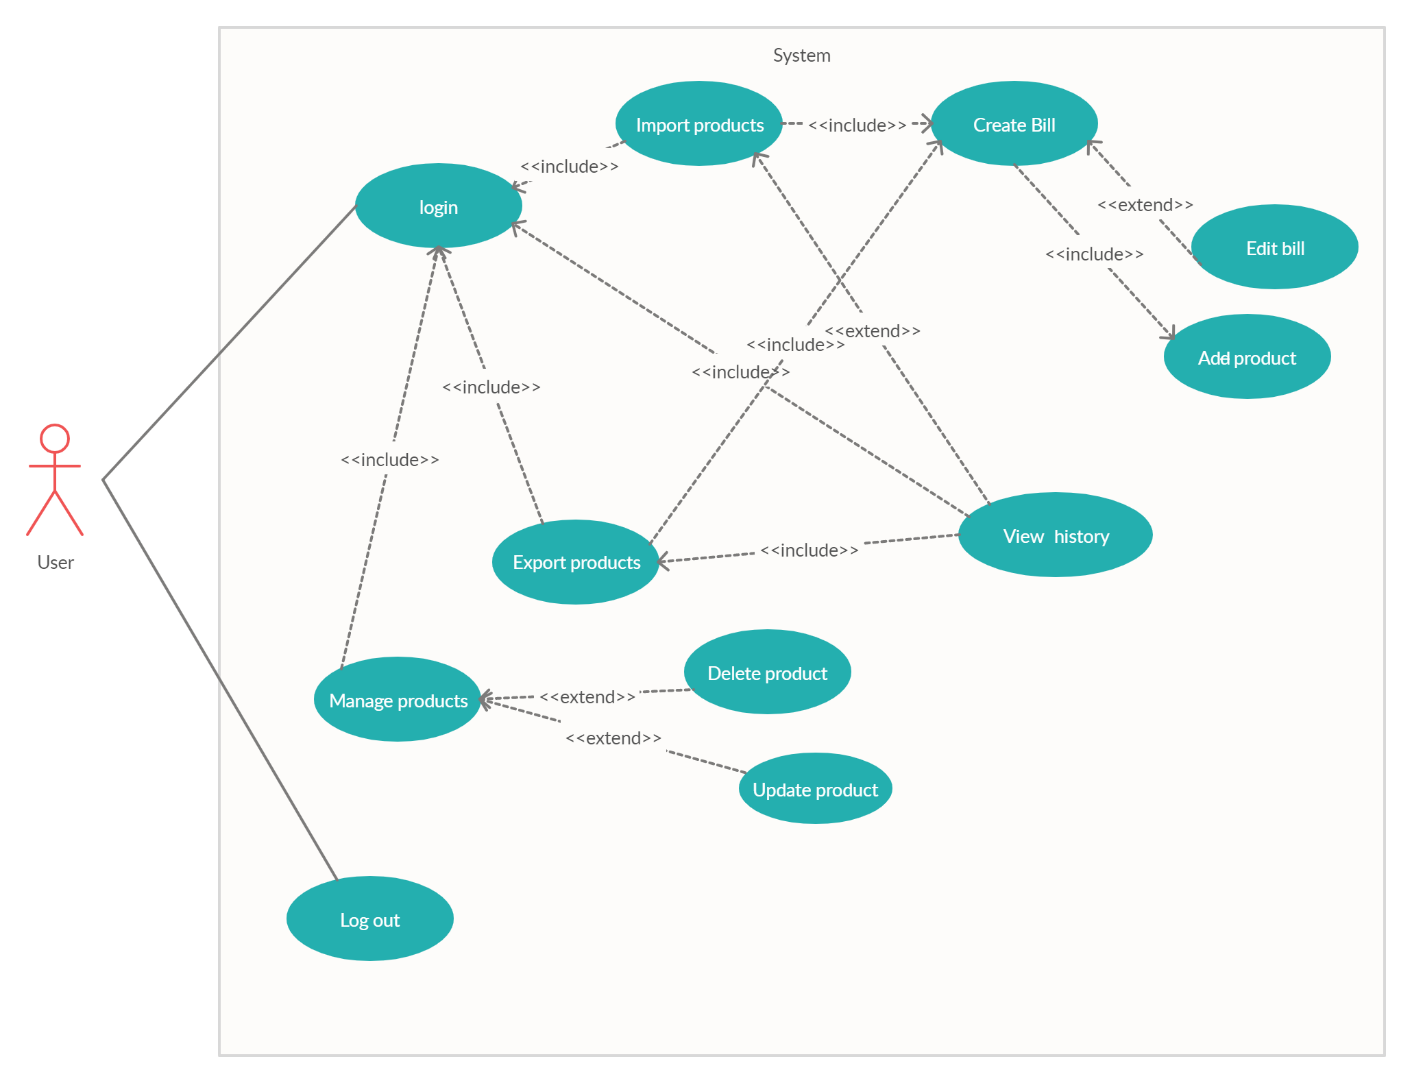 System
Import products
<<include>>
Create Bill
<<include>>
login
<<extend>>
Edit bill
<<include>>
<<extend>>
<<include>>
Add product
<<include>>
<<include>>
<<include>>
User
Export products
<<include>>
View history
Delete product
Manage products
<<extend>>
<<extend>>
Update product
Log out